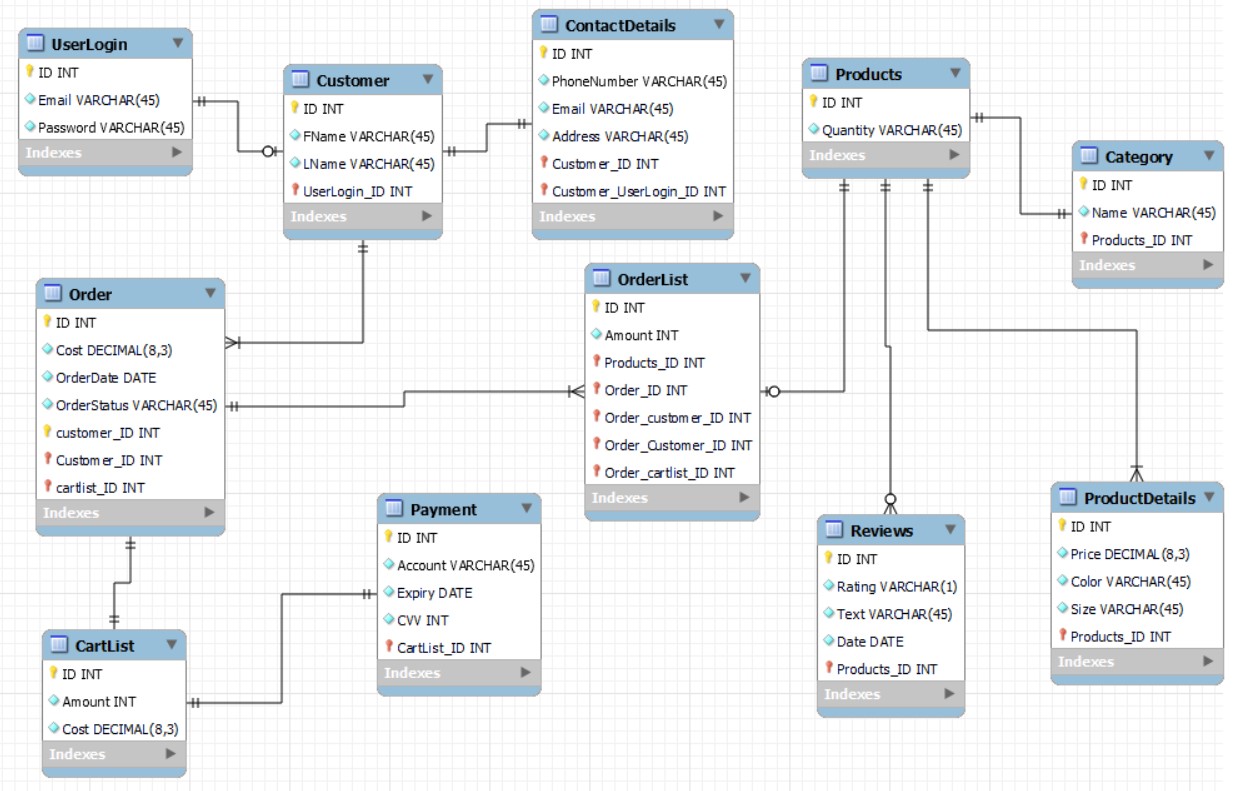 UserLogin
ID INT
Email VARCHAR(45)
Password VARCHAR(45)
Indexes
Customer
ID INT
FName VARCHAR(45)
LName VARCHAR(45)
UserLogin_ID INT
Indexes
ContactDetails
ID INT
PhoneNumber VARCHAR(45)
Email VARCHAR(45)
Address VARCHAR(45)
Customer_ID INT
Customer_UserLogin_ID INT
Indexes
Products
ID INT
Quantity VARCHAR(45)
Indexes
Category
ID INT
Name VARCHAR(45)
Products_ID INT
Indexes
Order
ID INT
Cost DECIMAL(8,3)
OrderDate DATE
OrderStatus VARCHAR(45)
customer_ID INT
Customer_ID INT
cartlist_ID INT
Indexes
OrderList
ID INT
Amount INT
Products_ID INT
Order_ID INT
Order_customer_ID INT
Order_Customer_ID INT
Order_cartlist_ID INT
Indexes
Payment
ID INT
Account VARCHAR(45)
Expiry DATE
CVV INT
CartList_ID INT
Indexes
Reviews
ID INT
Rating VARCHAR(1)
Text VARCHAR(45)
Date DATE
Products_ID INT
Indexes
ProductDetails
ID INT
Price DECIMAL(8,3)
Color VARCHAR(45)
Size VARCHAR(45)
Products_ID INT
Indexes
CartList
ID INT
Amount INT
Cost DECIMAL(8,3)
Indexes